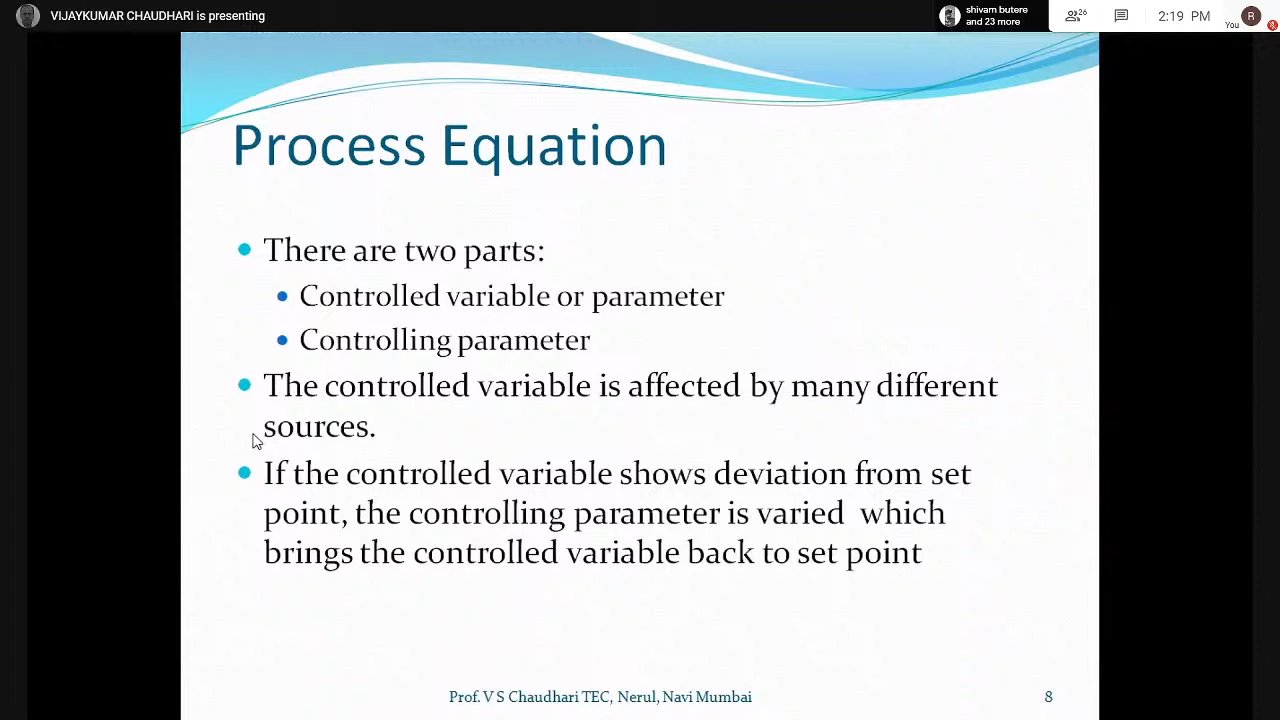 VIJAYKUMAR CHAUDHARI is presenting
shivam butere
and 23 more
26
2:19 PM
You
R
Process Equation
There are two parts:
Controlled variable or parameter
Controlling parameter
The controlled variable is affected by many different
sources.
If the controlled variable shows deviation from set
point, the controlling parameter is varied which
brings the controlled variable back to set point
Prof. V S Chaudhari TEC, Nerul, Navi Mumbai
8